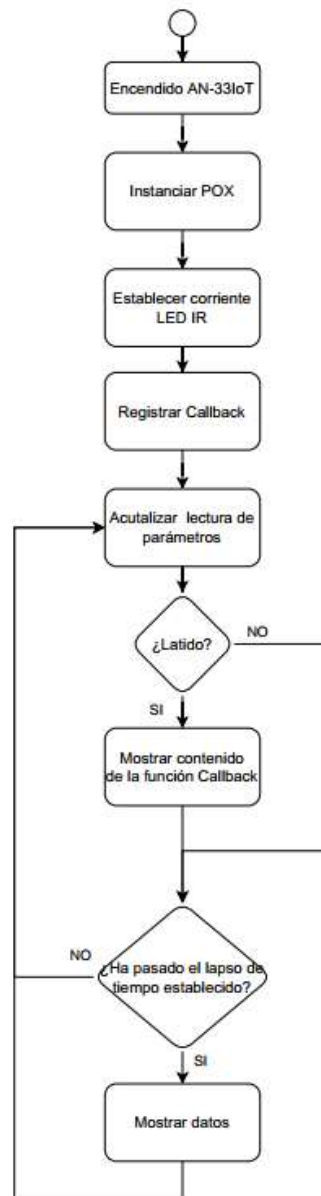 Encendido AN-33IoT
Instanciar POX
Establecer corriente
LED IR
Registrar Callback
Acutalizar lectura de
parámetros
¿Latido?
NO
SI
Mostrar contenido
de la función Callback
NO
¿Ha pasado el lapso de
tiempo establecido?
SI
Mostrar datos